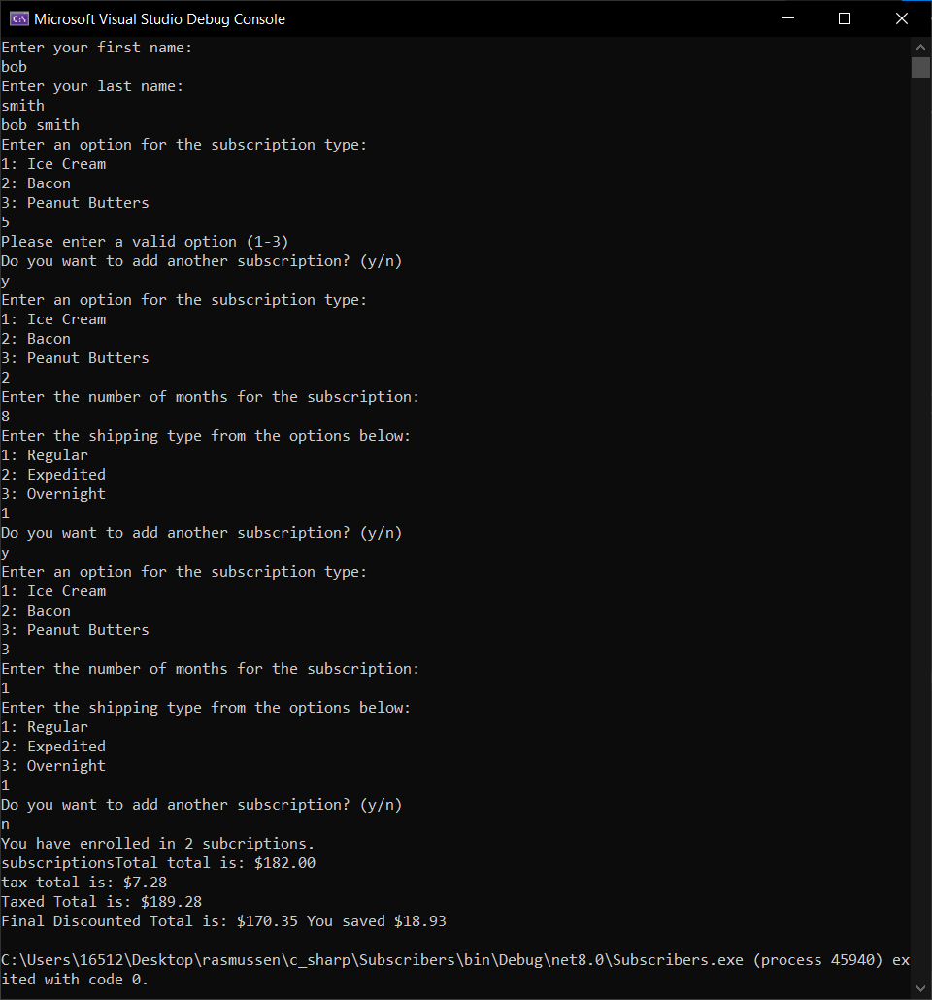 Microsoft Visual Studio Debug Console
Enter your first name:
bob
Enter your last name:
smith
bob smith
Enter an option for the subscription type:
1: Ice Cream
2: Bacon
3: Peanut Butters
5
Please enter a valid option (1-3)
Do you want to add another subscription? (y/n)
y
Enter an option for the subscription type:
1: Ice Cream
2: Bacon
3: Peanut Butters
2
Enter the number of months for the subscription:
8
Enter the shipping type from the options below:
1: Regular
2: Expedited
3: Overnight
1
Do you want to add another subscription? (y/n)
y
Enter an option for the subscription type:
1: Ice Cream
2: Bacon
3: Peanut Butters
3
Enter the number of months for the subscription:
1
Enter the shipping type from the options below:
1: Regular
2: Expedited
3: Overnight
1
Do you want to add another subscription? (y/n)
n
You have enrolled in 2 subcriptions.
subscriptionsTotal total is: $182.00
tax total is: $7.28
Taxed Total is: $189.28
Final Discounted Total is: $170.35 You saved $18.93
C:\Users\16512\Desktop\rasmussen\c_sharp\Subscribers\bin\Debug\net8.0\Subscribers.exe (process 45940) ex
ited with code 0.